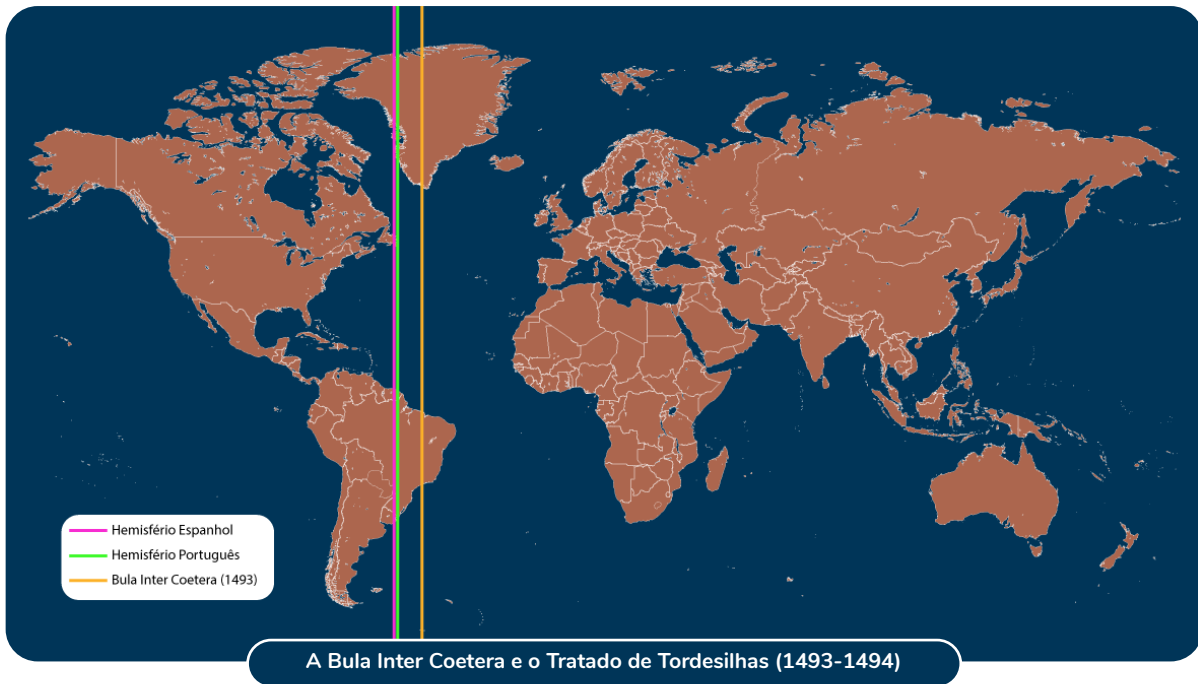 Hemisfério Espanhol
Hemisfério Português
Bula Inter Coetera (1493)
A Bula Inter Coetera e o Tratado de Tordesilhas (1493-1494)